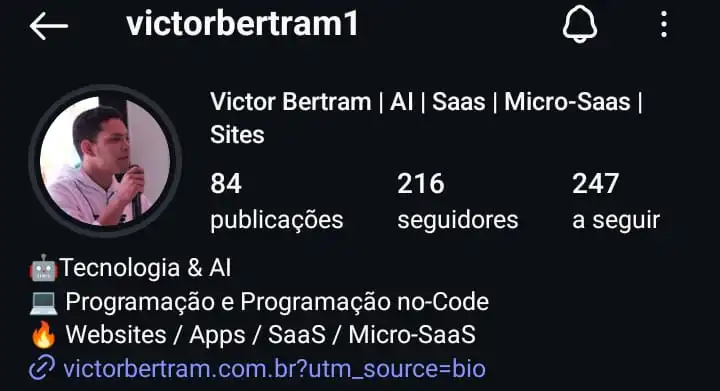 victorbertram1
Victor Bertram | AI | Saas | Micro-Saas |
Sites
84 216 247
publicações seguidores a seguir
🤖Tecnologia & AI
💻 Programação e Programação no-Code
🔥 Websites / Apps / SaaS / Micro-SaaS
victorbertram.com.br?utm_source=bio